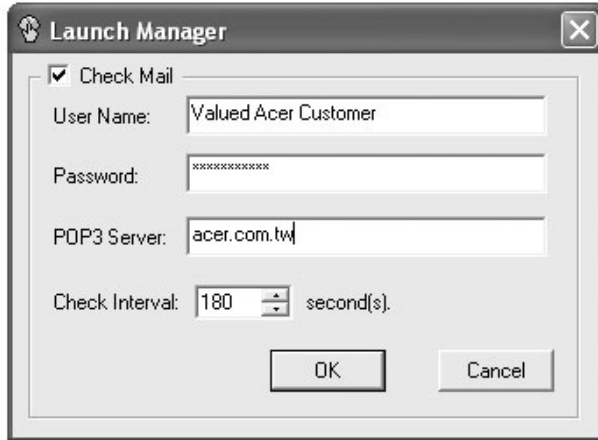 Launch Manager
Check Mail
User Name: Valued Acer Customer
Password: ***********
POP3 Server: acer.com.tw
Check Interval: 180 second(s).
OK Cancel